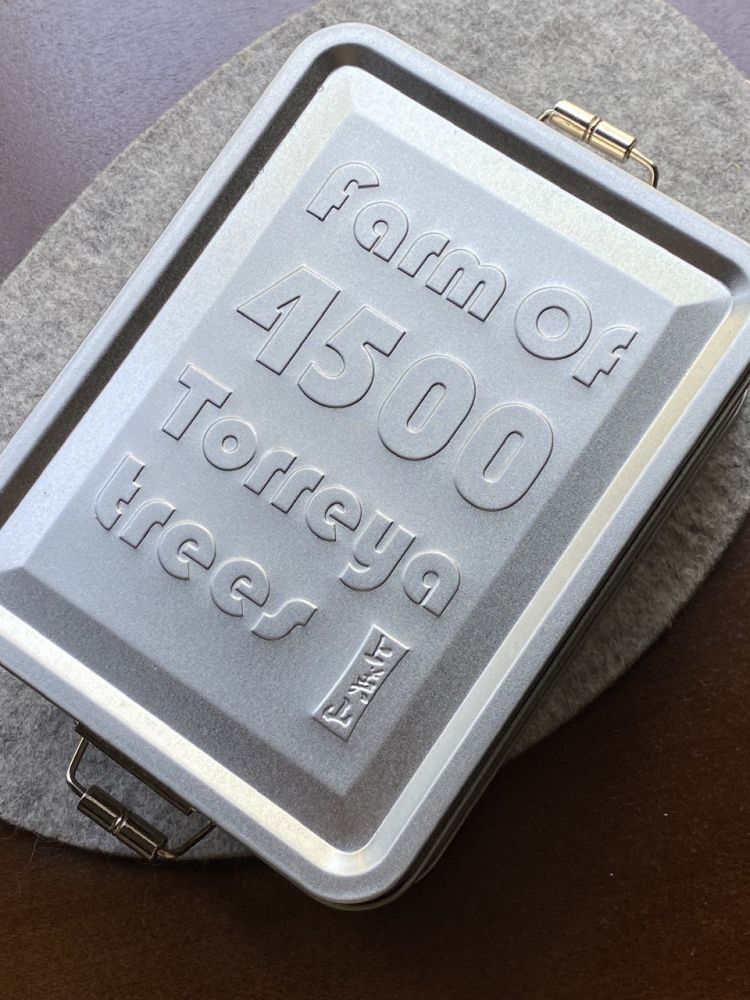 Farm Of
4500
Torreya
trees